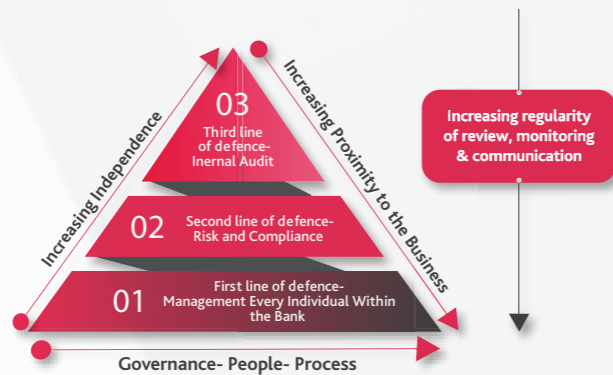 03
Third line
of defence-
Inernal Audit
02
Second line of defence-
Risk and Compliance
01
First line of defence-
Management Every Individual Within
the Bank
Increasing Independence
Increasing Proximity to the Business
Governance- People- Process
Increasing regularity
of review, monitoring
& communication